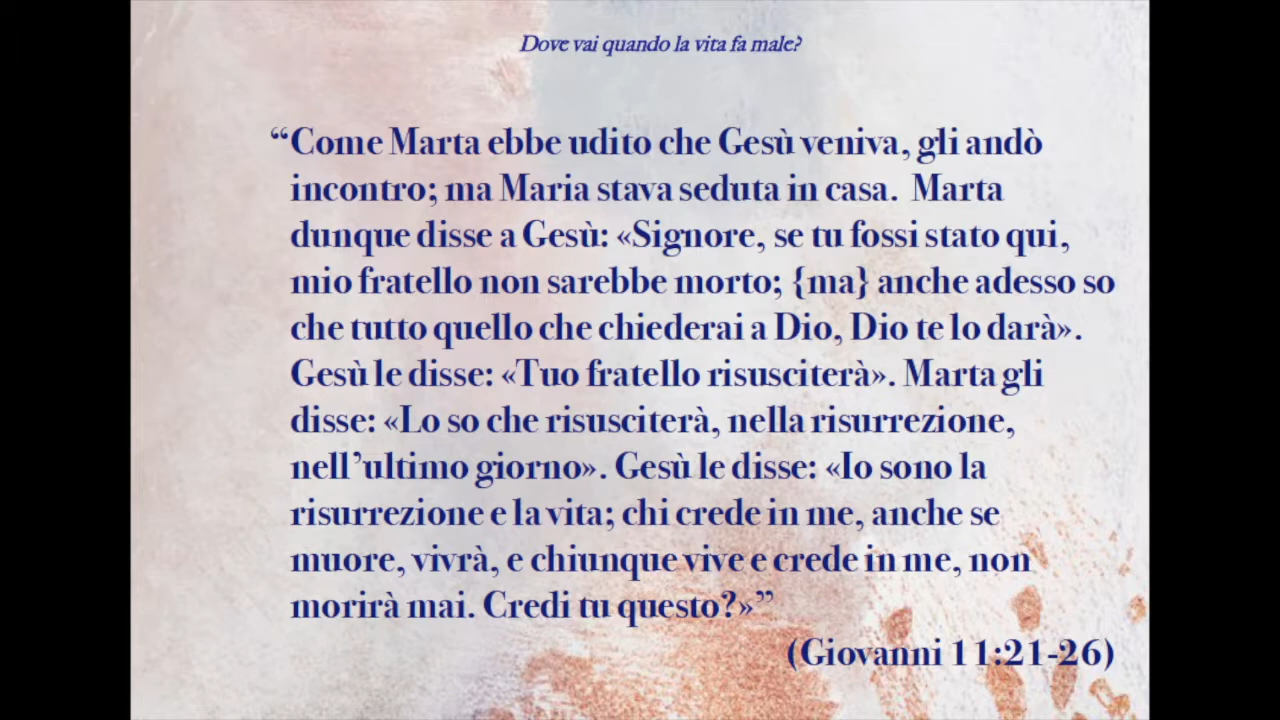 Dove vai quando la vita fa male?
“Come Marta ebbe udito che Gesù veniva, gli andò
incontro; ma Maria stava seduta in casa. Marta
dunque disse a Gesù: «Signore, se tu fossi stato qui,
mio fratello non sarebbe morto; {ma} anche adesso so
che tutto quello che chiederai a Dio, Dio te lo darà».
Gesù le disse: «Tuo fratello risusciterà». Marta gli
disse: «Lo so che risusciterà, nella risurrezione,
nell’ultimo giorno». Gesù le disse: «Io sono la
risurrezione e la vita; chi crede in me, anche se
muore, vivrà, e chiunque vive e crede in me, non
morirà mai. Credi tu questo?»”
(Giovanni 11:21-26)